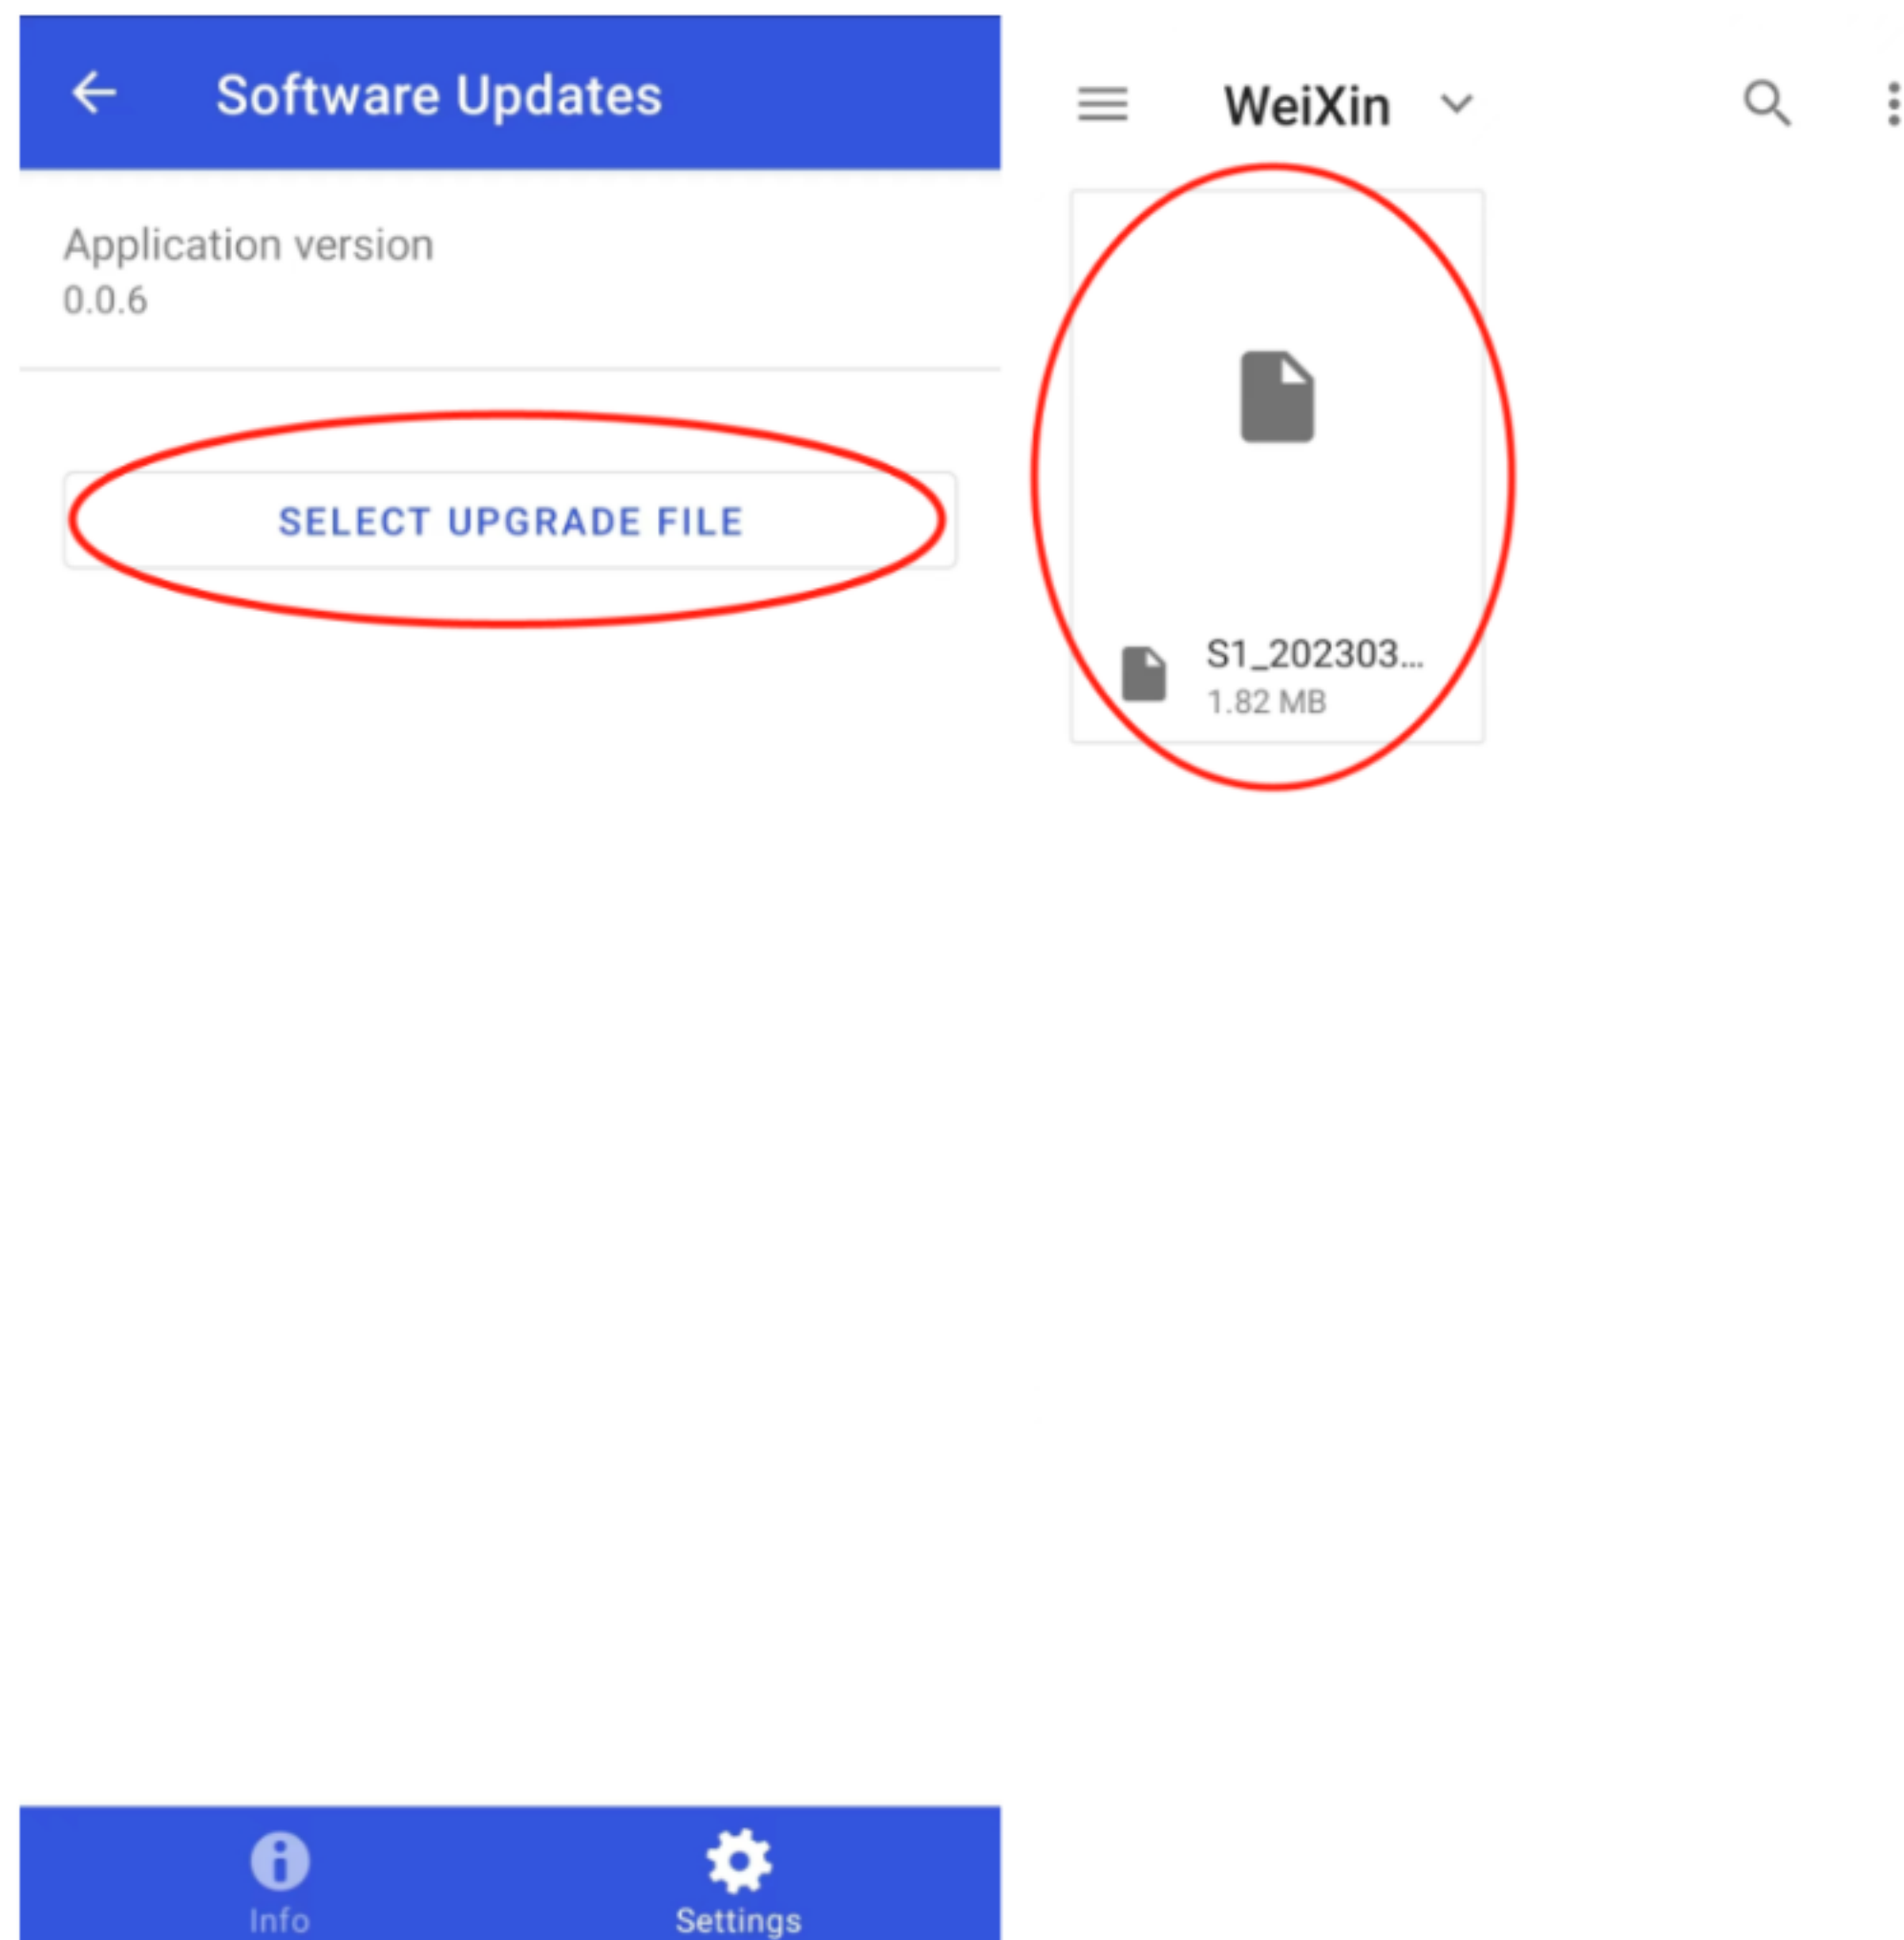 Software Updates
Application version
0.0.6
SELECT UPGRADE FILE
Info
Settings
WeiXin
S1_202303...
1.82 MB